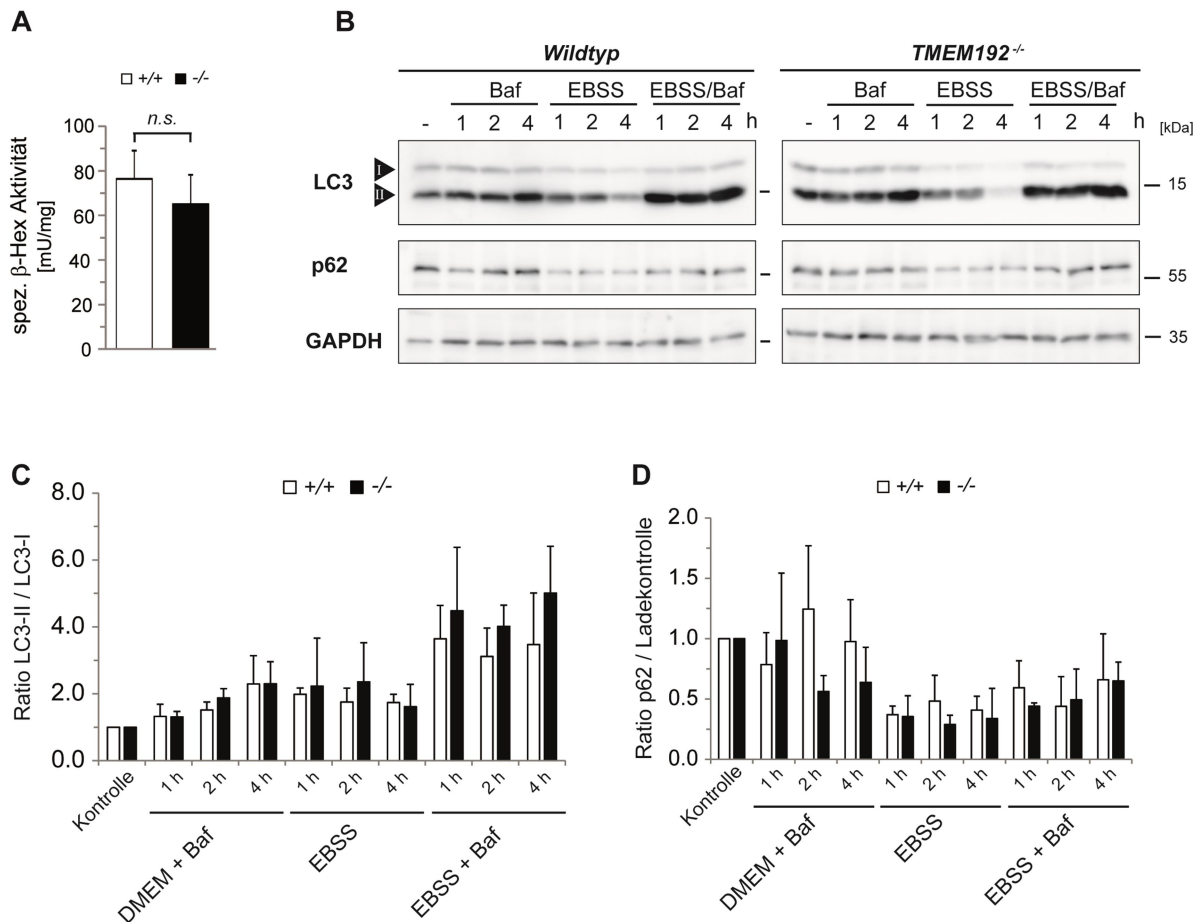 A
+/+ -/-
n.s.
100
80
60
40
20
0
spez. β-Hex Aktivität
[mU/mg]
B
Wildtyp
TMEM192-/-
Baf EBSS EBSS/Baf
- 1 2 4 1 2 4 1 2 4 h
Baf EBSS EBSS/Baf
- 1 2 4 1 2 4 1 2 4 h
[kDa]
LC3
I
II
15
p62
55
GAPDH
35
C
+/+ -/-
8.0
6.0
4.0
2.0
0.0
Ratio LC3-II / LC3-I
Kontrolle 1 h 2 h 4 h 1 h 2 h 4 h 1 h 2 h 4 h
DMEM + Baf EBSS EBSS + Baf
D
+/+ -/-
2.0
1.5
1.0
0.5
0.0
Ratio p62 / Ladekontrolle
Kontrolle 1 h 2 h 4 h 1 h 2 h 4 h 1 h 2 h 4 h
DMEM + Baf EBSS EBSS + Baf